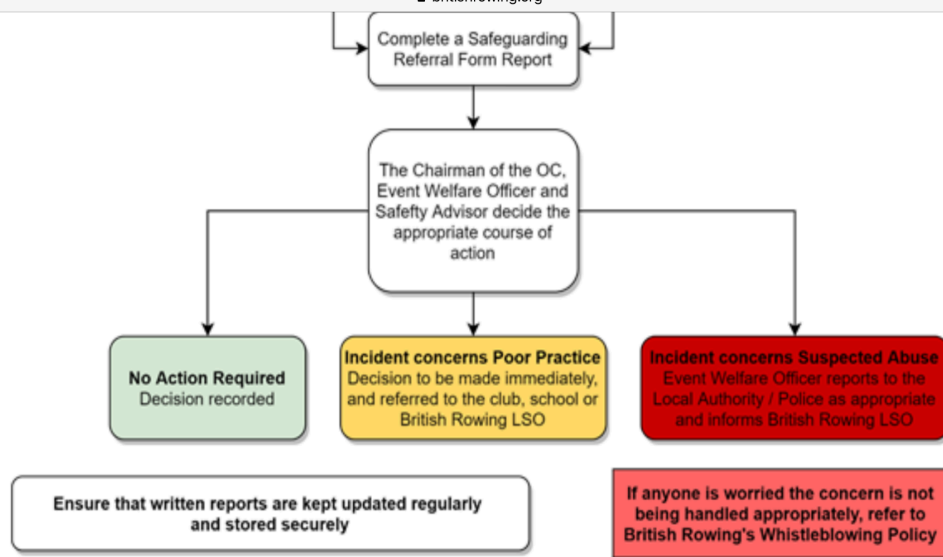 Complete a Safeguarding
Referral Form Report
The Chairman of the OC,
Event Welfare Officer and
Safefty Advisor decide the
appropriate course of
action
No Action Required
Decision recorded
Incident concerns Poor Practice
Decision to be made immediately,
and referred to the club, school or
British Rowing LSO
Incident concerns Suspected Abuse
Event Welfare Officer reports to the
Local Authority / Police as appropriate
and informs British Rowing LSO
Ensure that written reports are kept updated regularly
and stored securely
If anyone is worried the concern is not
being handled appropriately, refer to
British Rowing's Whistleblowing Policy